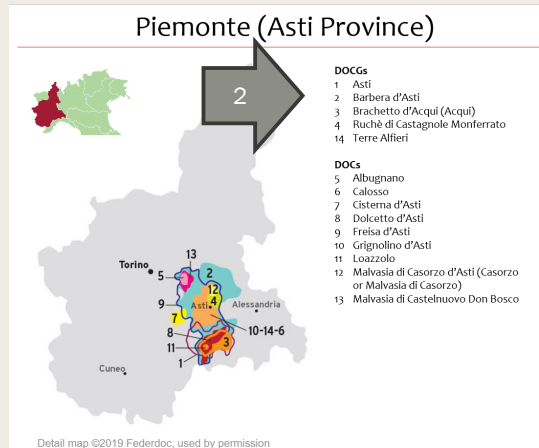 Piemonte (Asti Province)
2
DOCGs
1 Asti
2 Barbera d'Asti
3 Brachetto d'Acqui (Acqui)
4 Ruchè di Castagnole Monferrato
14 Terre Alfieri
DOCs
5 Albugnano
6 Calosso
7 Cisterna d'Asti
8 Dolcetto d'Asti
9 Freisa d'Asti
10 Grignolino d'Asti
11 Loazzolo
12 Malvasia di Casorzo d'Asti (Casorzo
or Malvasia di Casorzo)
13 Malvasia di Castelnuovo Don Bosco
13
Torino
2
5
12
9
Asti
4
Alessandria
7
10-14-6
8
3
11
1
Cuneo
Detail map ©2019 Federdoc, used by permission